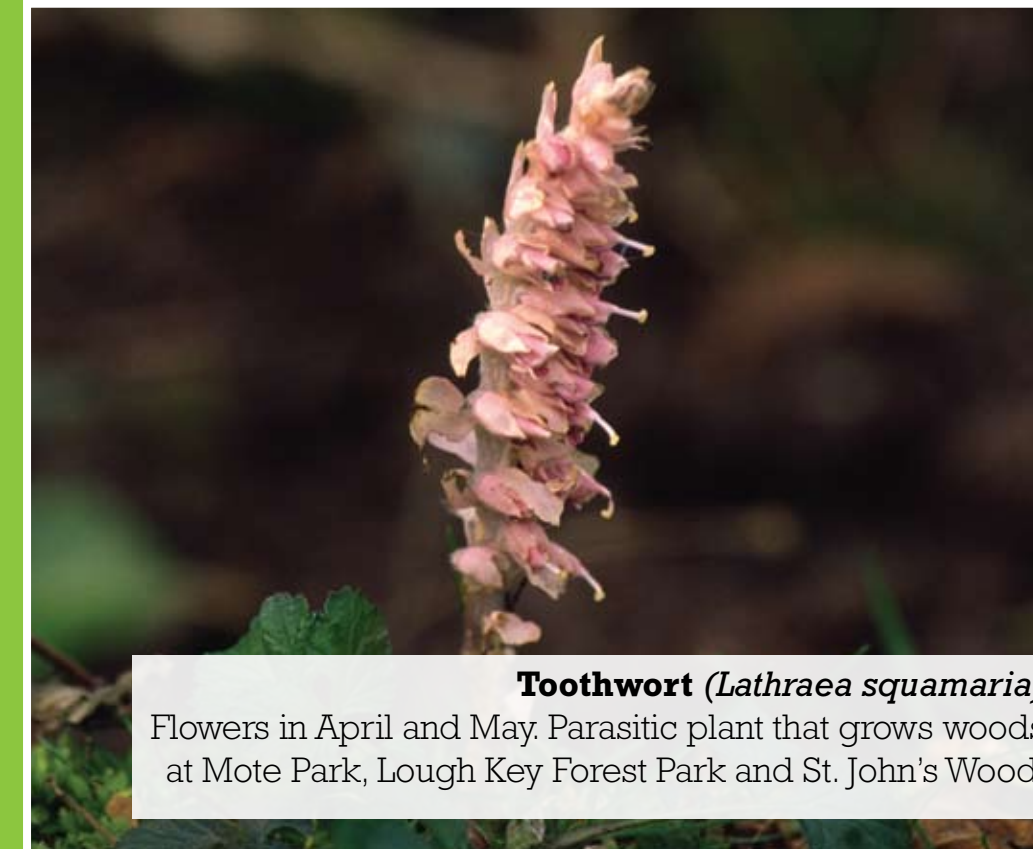 Toothwort (Lathraea squamaria)
Flowers in April and May. Parasitic plant that grows woods
at Mote Park, Lough Key Forest Park and St. John's Wood